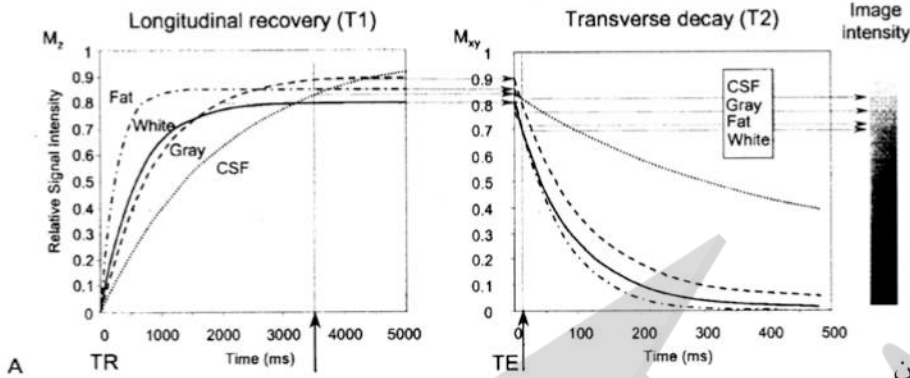 Longitudinal recovery (T1)
Transverse decay (T2)
Image
intensity
Mz
1
0.9
0.8
0.7
0.6
0.5
0.4
0.3
0.2
0.1
0
Relative Signal intensity
Fat
White
Gray
CSF
0 1000 2000 3000 4000 5000
A
TR
Time (ms)
Mxy
1
0.9
0.8
0.7
0.6
0.5
0.4
0.3
0.2
0.1
0
CSF
Gray
Fat
White
0 100 200 300 400 500
TE
Time (ms)